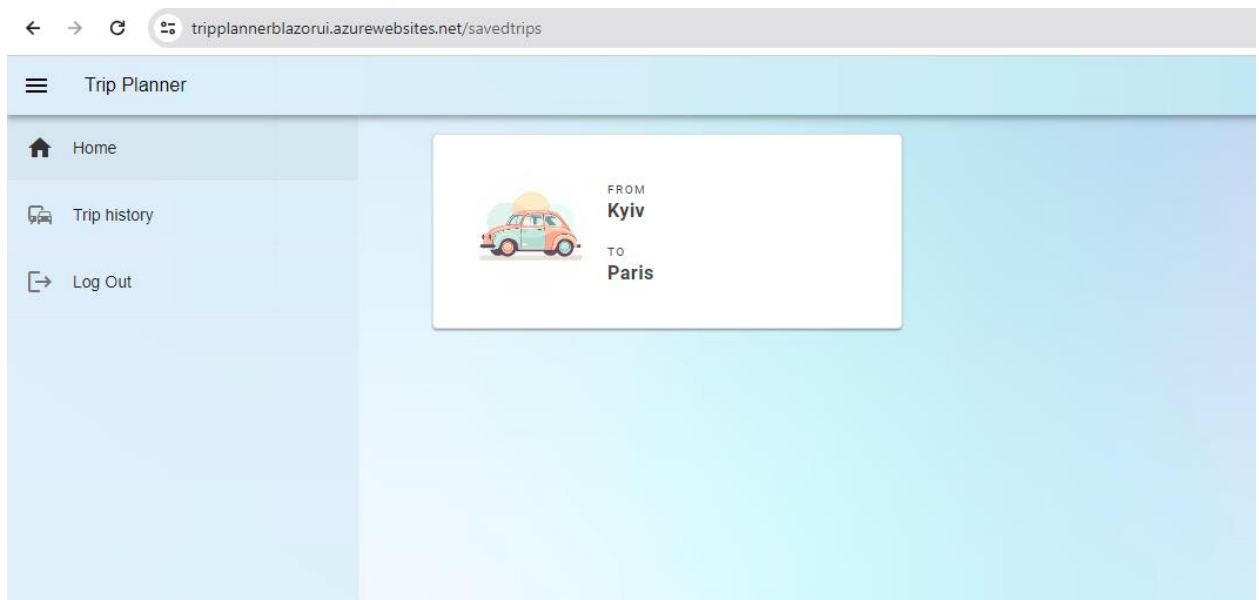 tripplannerblazorui.azurewebsites.net/savedtrips
Trip Planner
Home
Trip history
Log Out
FROM
Kyiv
TO
Paris